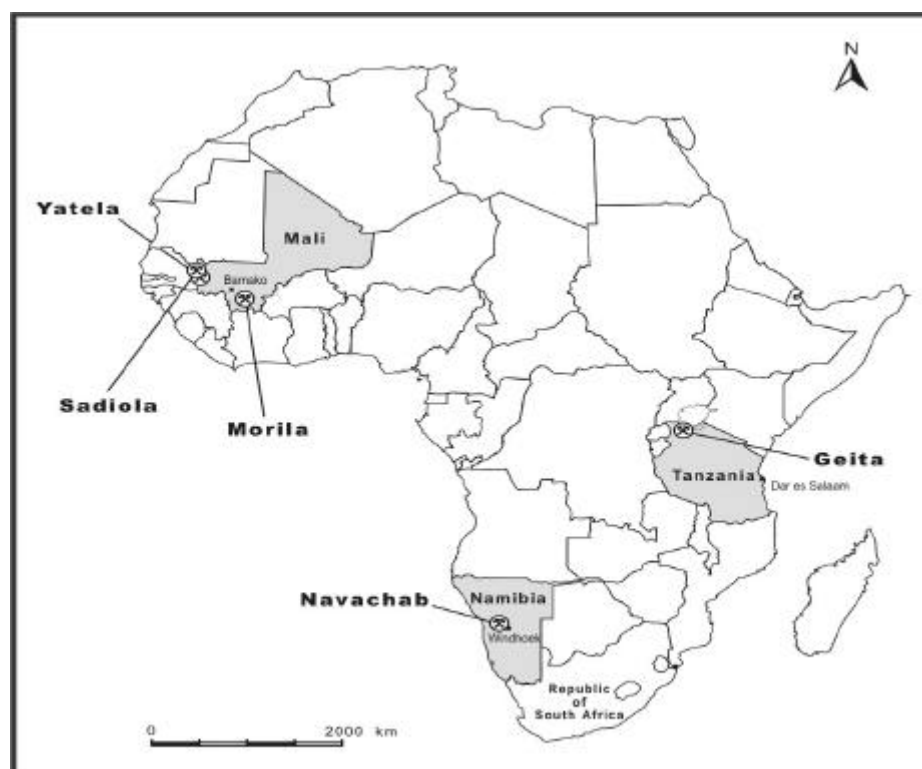 N
Yatela
Mali
Bamako
Sadiola
Morila
Geita
Tanzania
Dar es Salaam
Navachab
Namibia
Windhoek
Republic
of
South Africa
0 2000 km